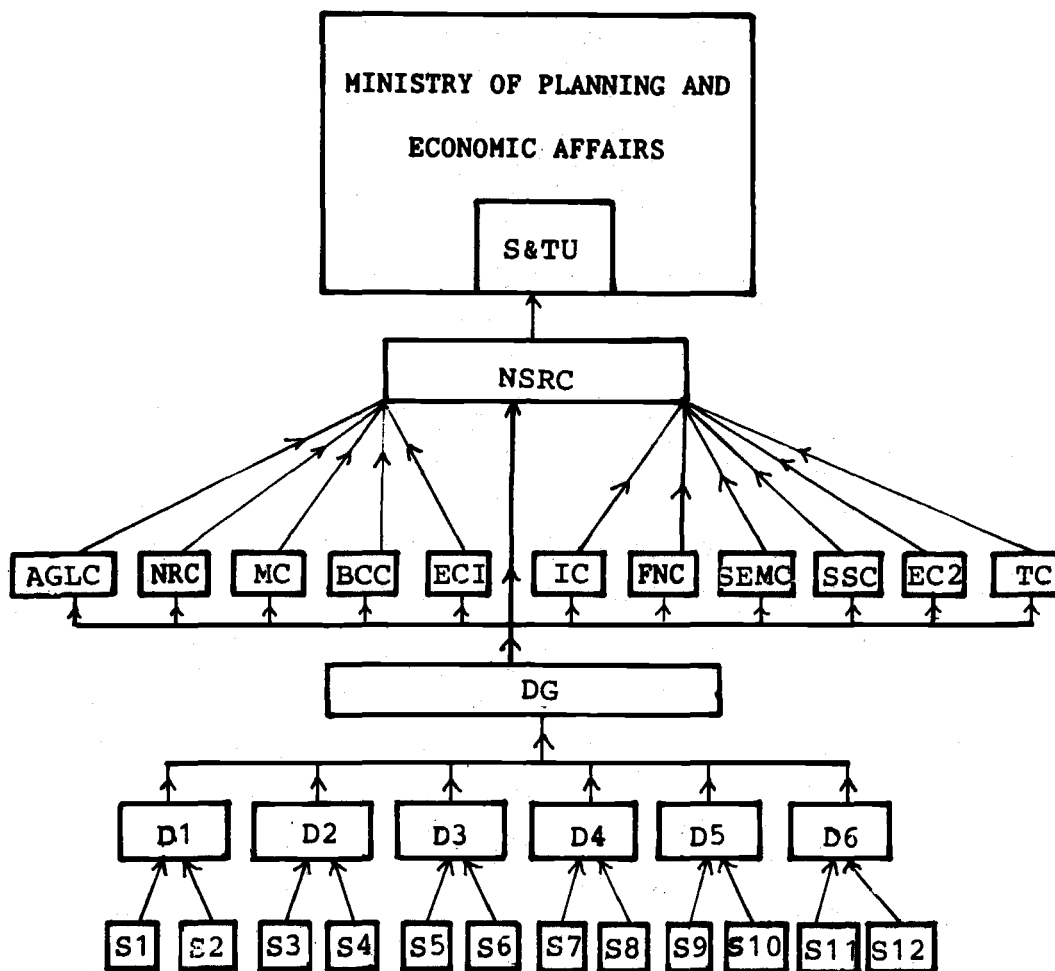 MINISTRY OF PLANNING AND
ECONOMIC AFFAIRS
S&TU
NSRC
AGLC NRC MC BCC ECI IC FNC SEMC SSC EC2 TC
DG
D1 D2 D3 D4 D5 D6
S1 S2 S3 S4 S5 S6 S7 S8 S9 S10 S11 S12